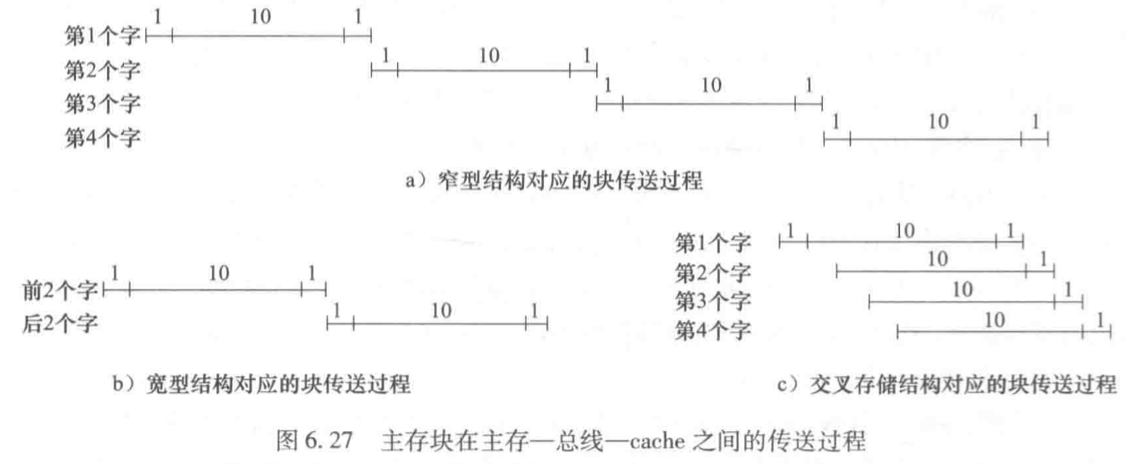 1 10 1
第1个字
1 10 1
第2个字
1 10 1
第3个字
1 10 1
第4个字
a）窄型结构对应的块传送过程
1 10 1
前2个字
1 10 1
后2个字
b）宽型结构对应的块传送过程
1 10 1
第1个字
10 1
第2个字
10 1
第3个字
10 1
第4个字
c）交叉存储结构对应的块传送过程
图 6.27 主存块在主存—总线—cache 之间的传送过程